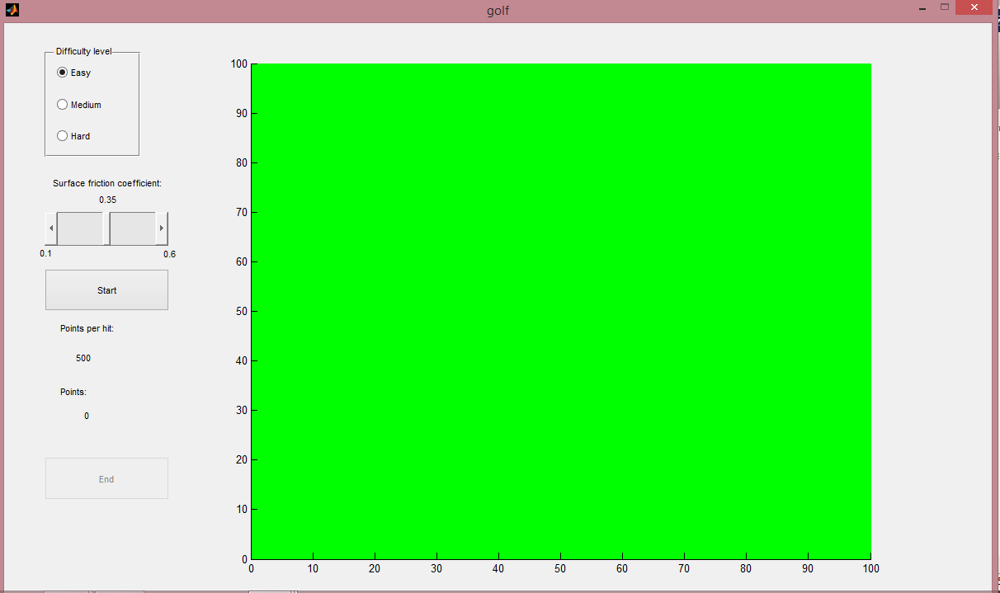 golf
Difficulty level
Easy
Medium
Hard
Surface friction coefficient:
0.35
0.1
0.6
Start
Points per hit:
500
Points:
0
End
100
90
80
70
60
50
40
30
20
10
0
0 10 20 30 40 50 60 70 80 90 100